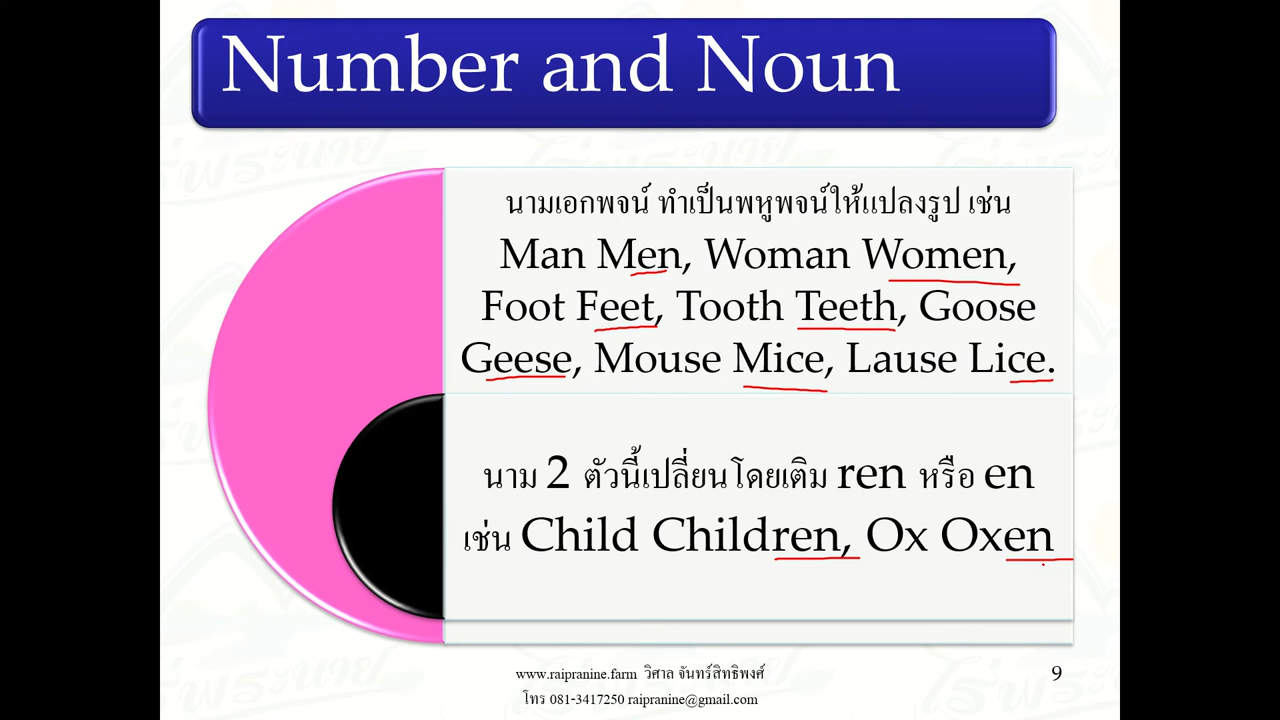 Number and Noun
นามเอกพจน์ ทำเป็นพหูพจน์ให้แปลงรูป เช่น
Man Men, Woman Women,
Foot Feet, Tooth Teeth, Goose
Geese, Mouse Mice, Lause Lice.
นาม 2 ตัวนี้เปลี่ยนโดยเติม ren หรือ en
เช่น Child Children, Ox Oxen
www.raipranine.farm วิศาล จันทร์สิทธิพงศ์
โทร 081-3417250 raipranine@gmail.com
9